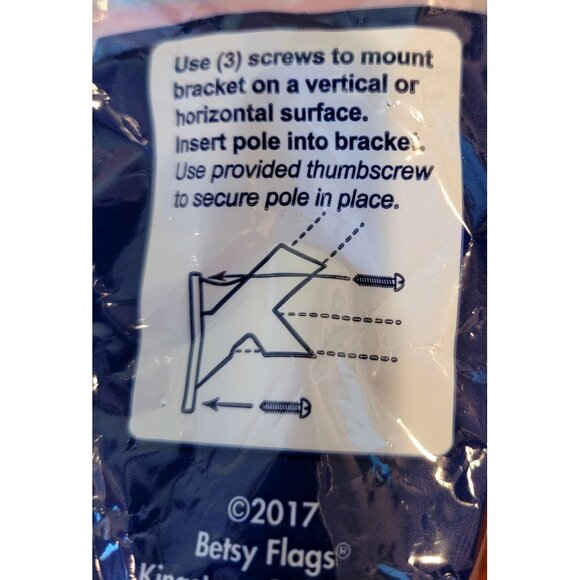 Use (3) screws to mount
bracket on a vertical or
horizontal surface.
Insert pole into bracket.
Use provided thumbscrew
to secure pole in place.
©2017
Betsy Flags®